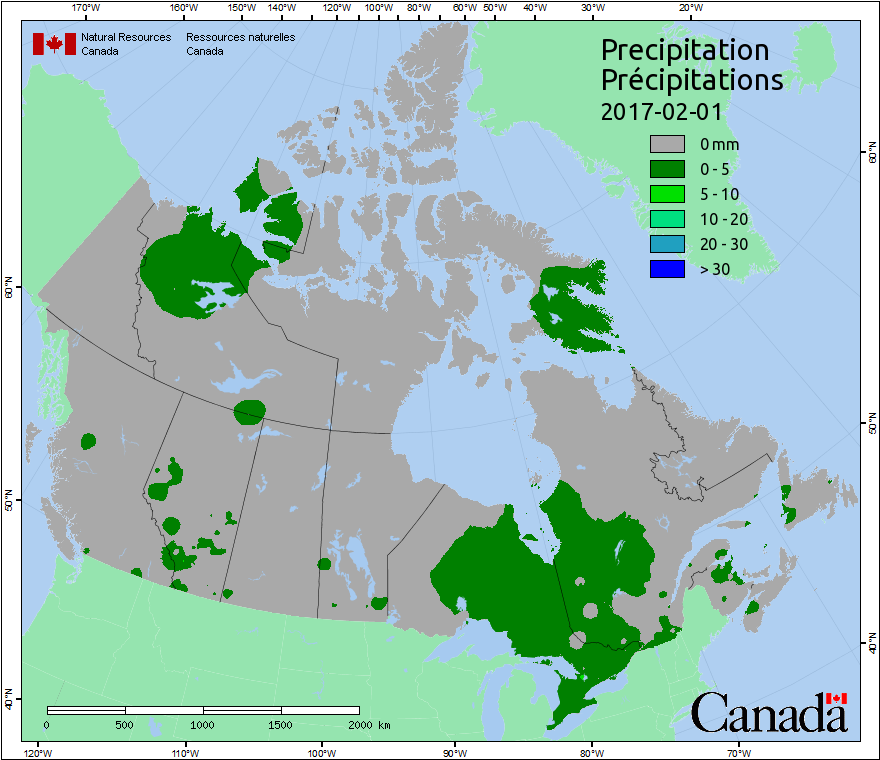 170°W 160°W 150°W 140°W 120°W 100°W 80°W 60°W 50°W 40°W 30°W 20°W
Natural Resources Ressources naturelles
Canada Canada
Precipitation
Précipitations
2017-02-01
0 mm
0 - 5
5 - 10
10 - 20
20 - 30
> 30
60°N
60°N
50°N
50°N
40°N
40°N
0 500 1000 1500 2000 km
Canada
120°W 110°W 100°W 90°W 80°W 70°W